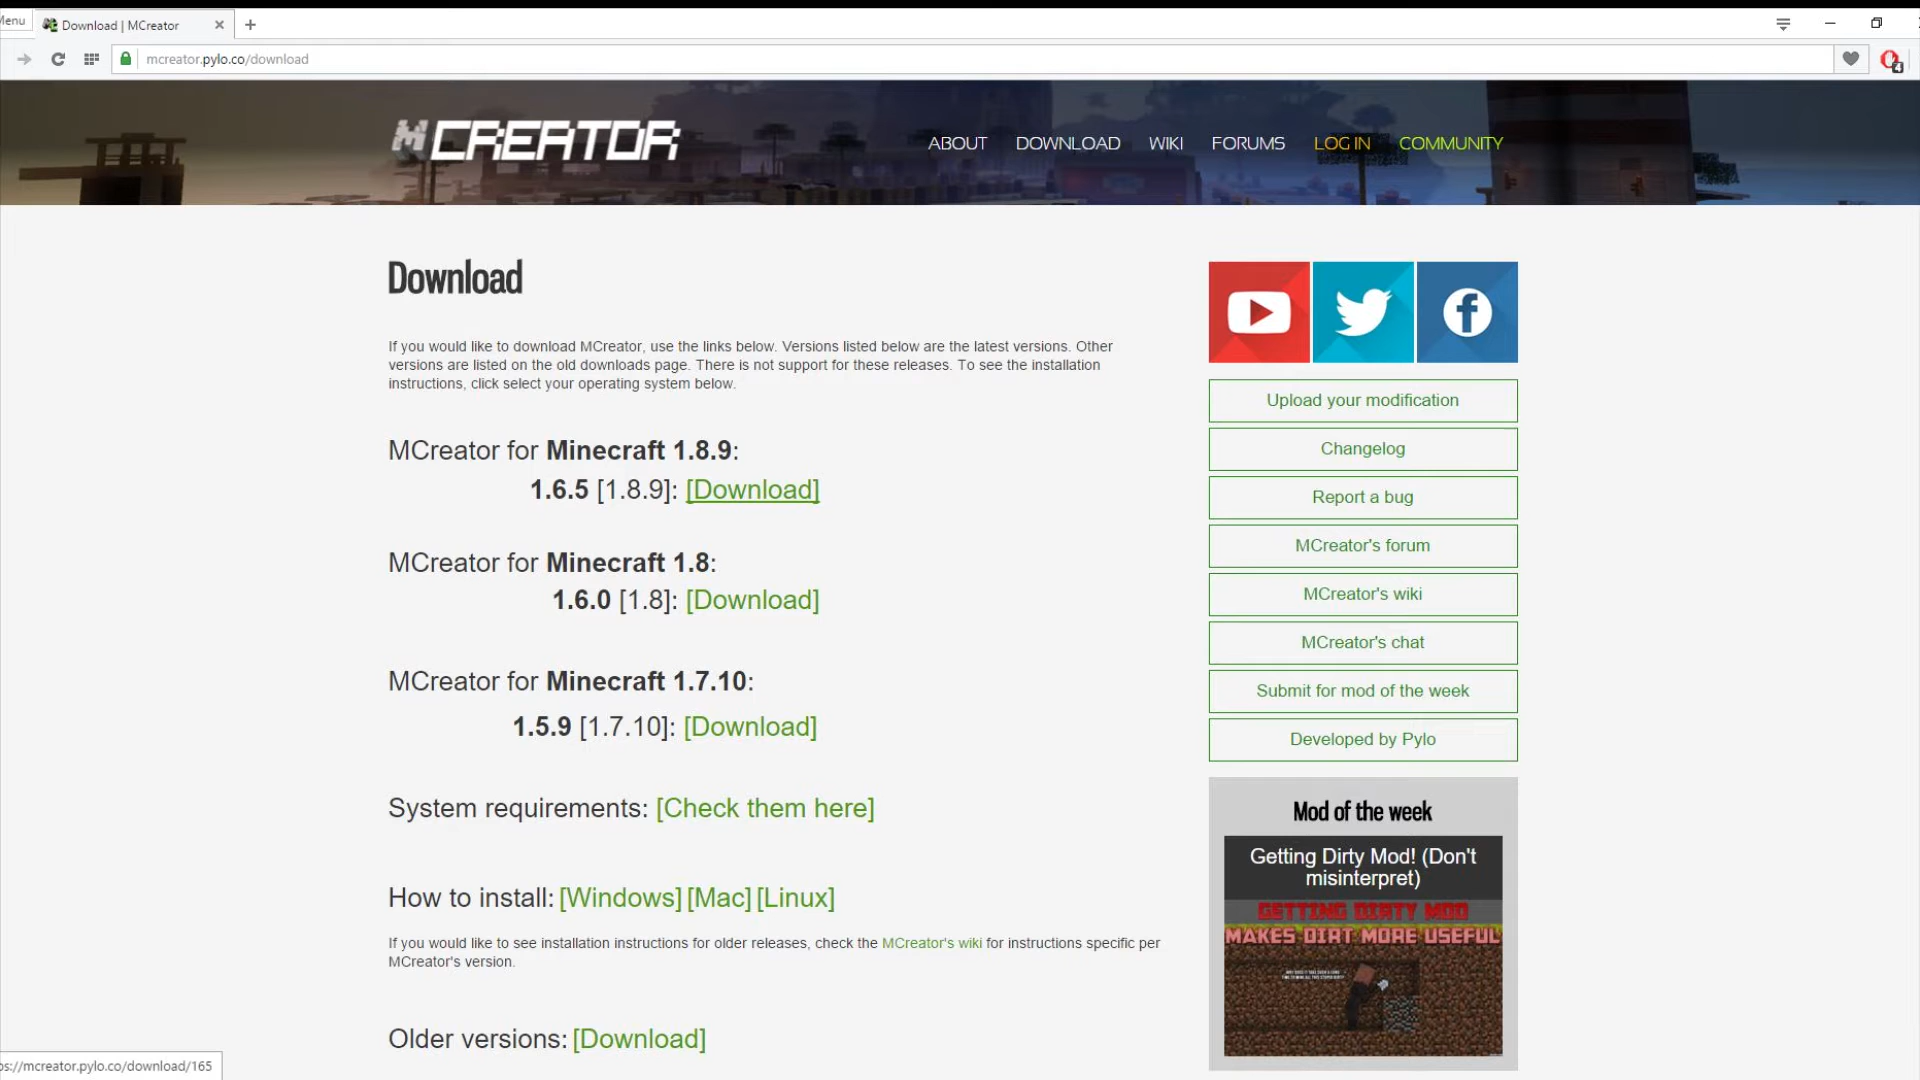 Menu
Download | MCreator
mcreator.pylo.co/download
4
MCREATOR
ABOUT DOWNLOAD WIKI FORUMS LOG IN COMMUNITY
Download
If you would like to download MCreator, use the links below. Versions listed below are the latest versions. Other
versions are listed on the old downloads page. There is not support for these releases. To see the installation
instructions, click select your operating system below.
MCreator for Minecraft 1.8.9:
1.6.5 [1.8.9]: [Download]
MCreator for Minecraft 1.8:
1.6.0 [1.8]: [Download]
MCreator for Minecraft 1.7.10:
1.5.9 [1.7.10]: [Download]
System requirements: [Check them here]
How to install: [Windows] [Mac] [Linux]
If you would like to see installation instructions for older releases, check the MCreator's wiki for instructions specific per
MCreator's version.
Older versions: [Download]
Upload your modification
Changelog
Report a bug
MCreator's forum
MCreator's wiki
MCreator's chat
Submit for mod of the week
Developed by Pylo
Mod of the week
Getting Dirty Mod! (Don't
misinterpret)
GETTING DIRTY MOD
MAKES DIRT MORE USEFUL
ps://mcreator.pylo.co/download/165